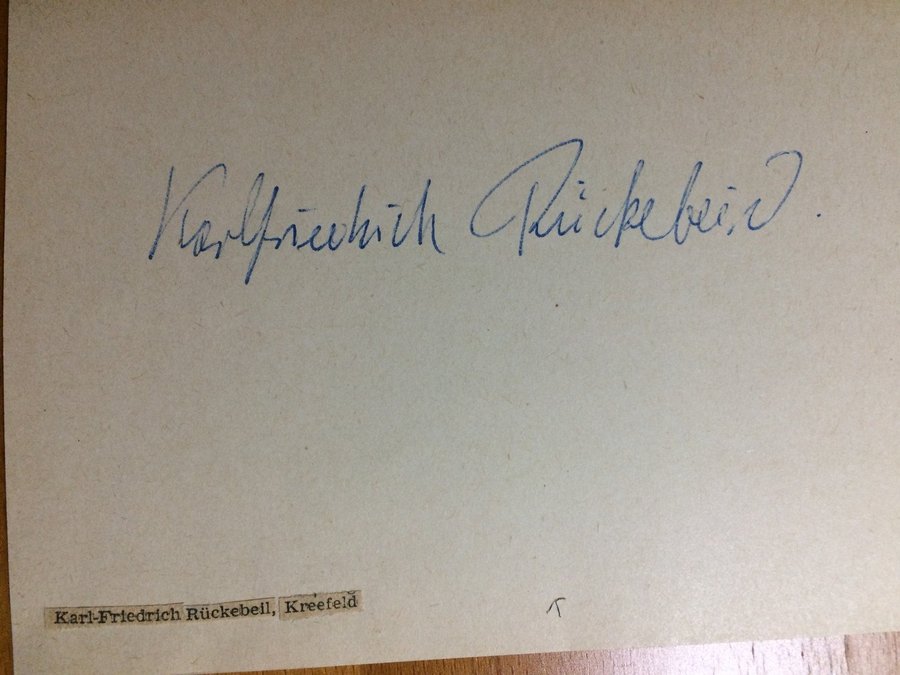 Karlfriedrich Rückebeil.
Karl-Friedrich Rückebeil, Kreefeld